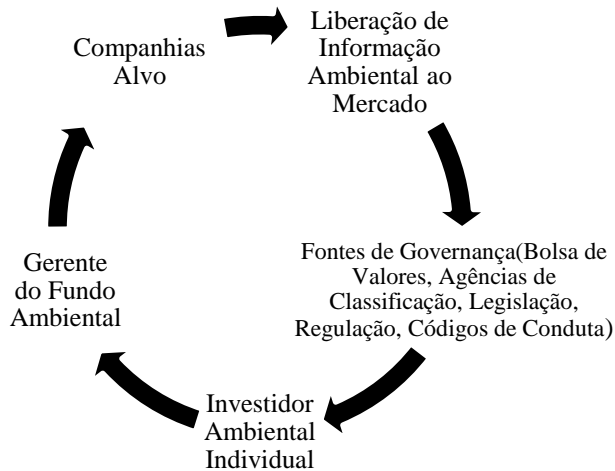 Companhias
Alvo
Liberação de
Informação
Ambiental ao
Mercado
Fontes de Governança(Bolsa de
Valores, Agências de
Classificação, Legislação,
Regulação, Códigos de Conduta)
Investidor
Ambiental
Individual
Gerente
do Fundo
Ambiental